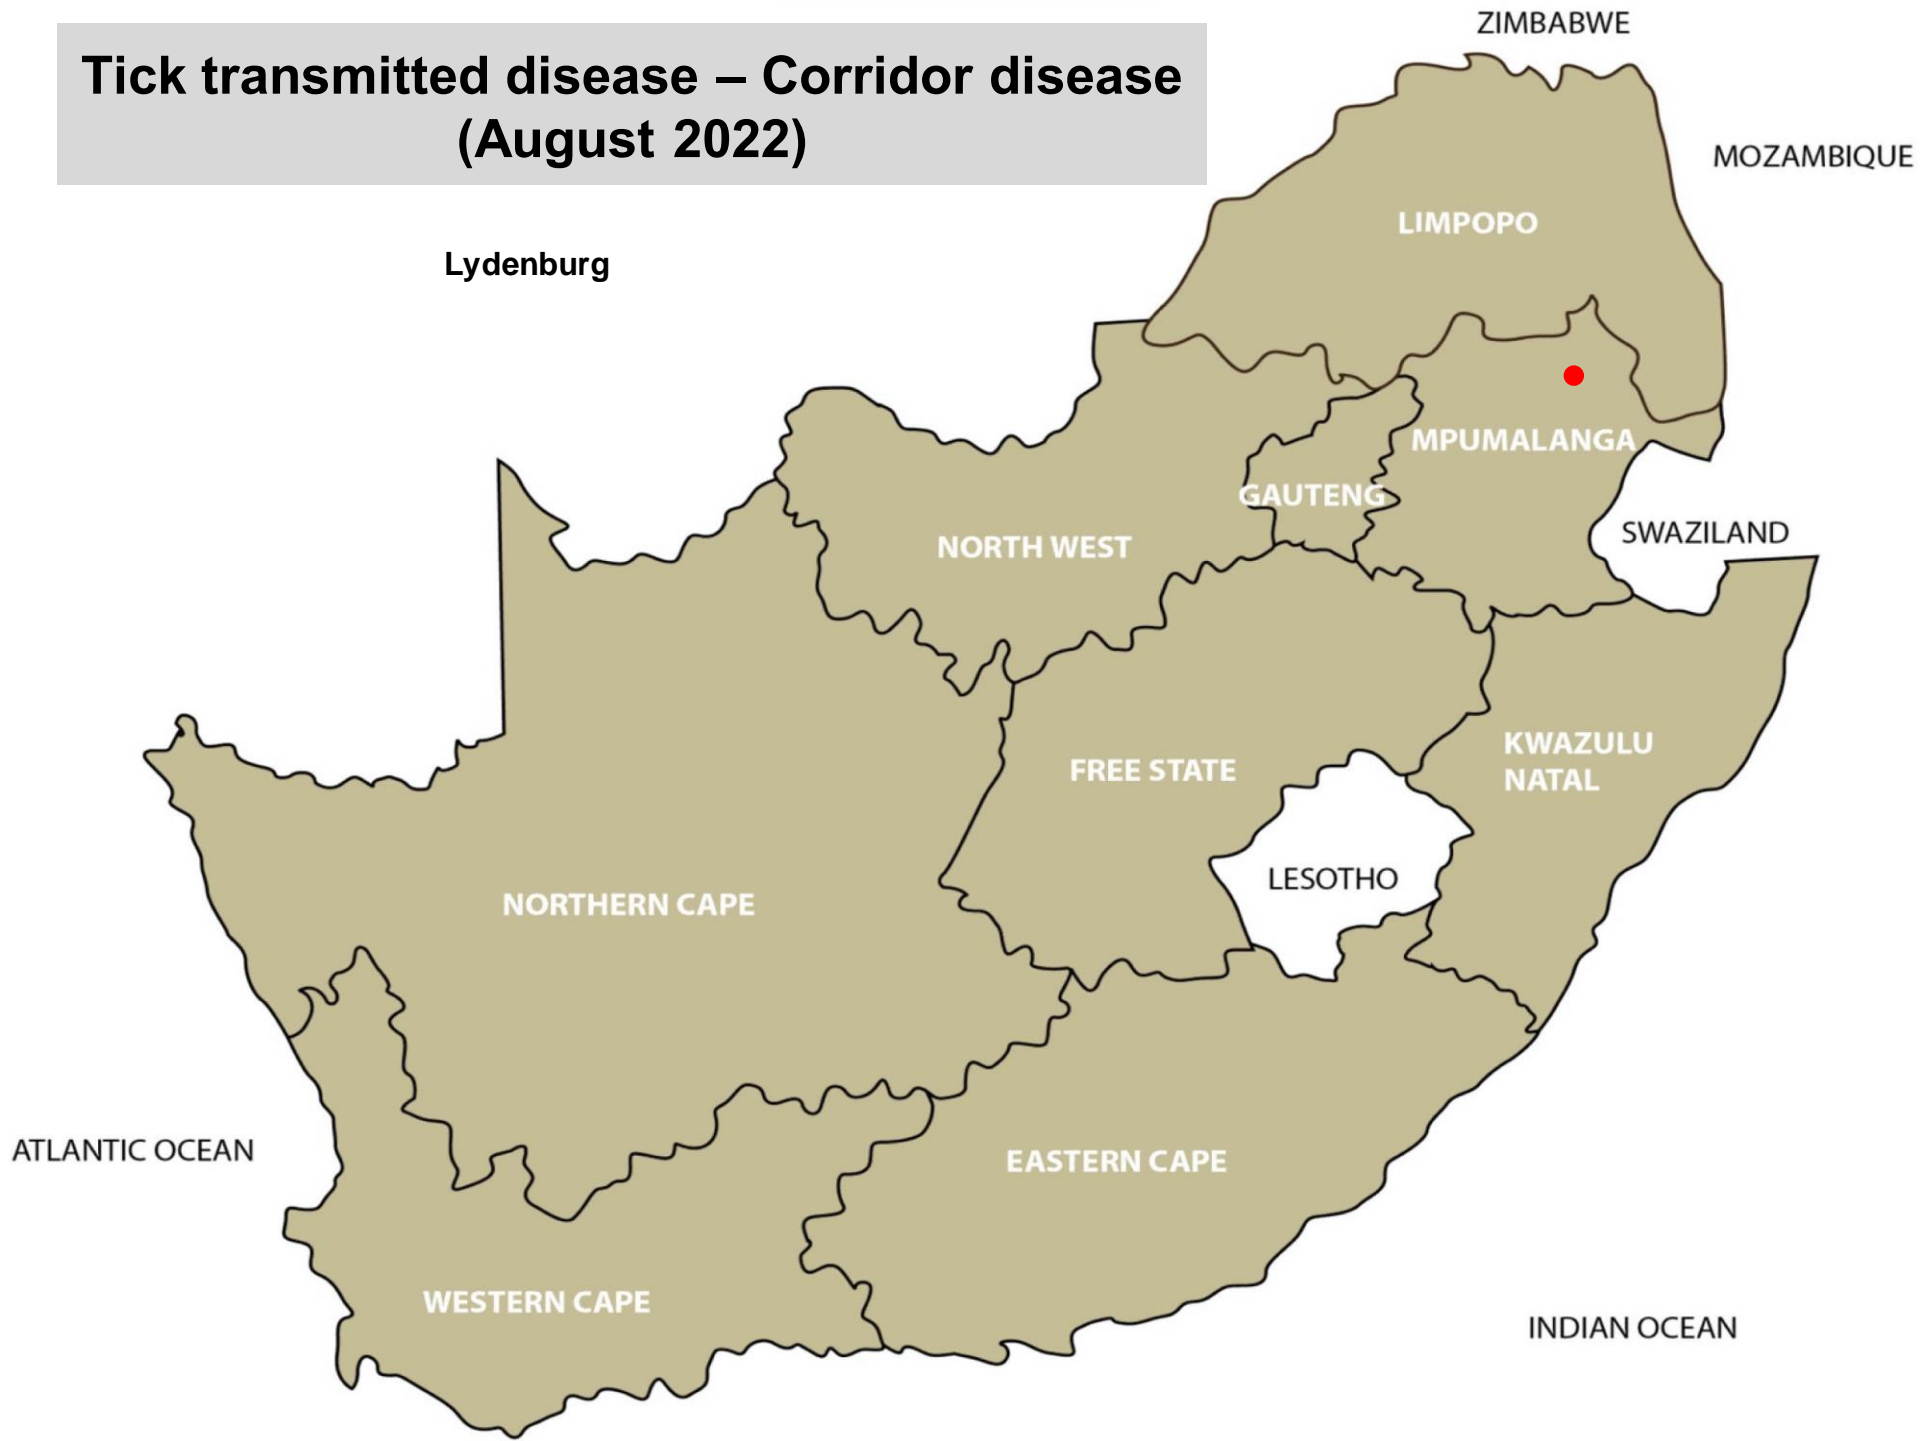 Tick transmitted disease – Corridor disease
(August 2022)
ZIMBABWE
MOZAMBIQUE
LIMPOPO
Lydenburg
MPUMALANGA
GAUTENG
SWAZILAND
NORTH WEST
KWAZULU
NATAL
FREE STATE
LESOTHO
NORTHERN CAPE
ATLANTIC OCEAN
EASTERN CAPE
WESTERN CAPE
INDIAN OCEAN